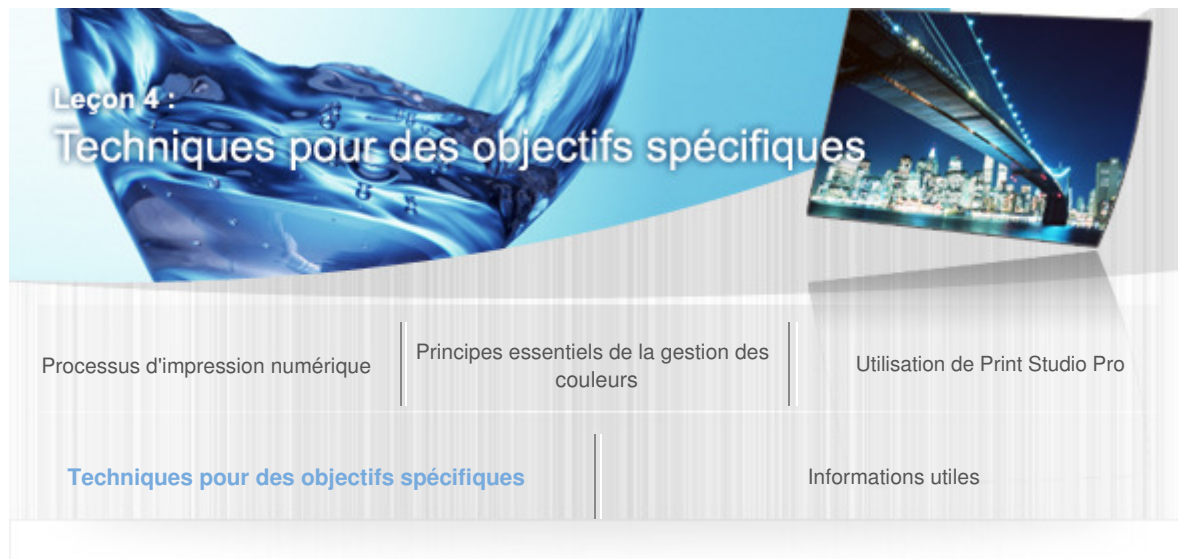 Leçon 4 :
Techniques pour des objectifs spécifiques
Processus d'impression numérique
Principes essentiels de la gestion des
couleurs
Utilisation de Print Studio Pro
Techniques pour des objectifs spécifiques
Informations utiles